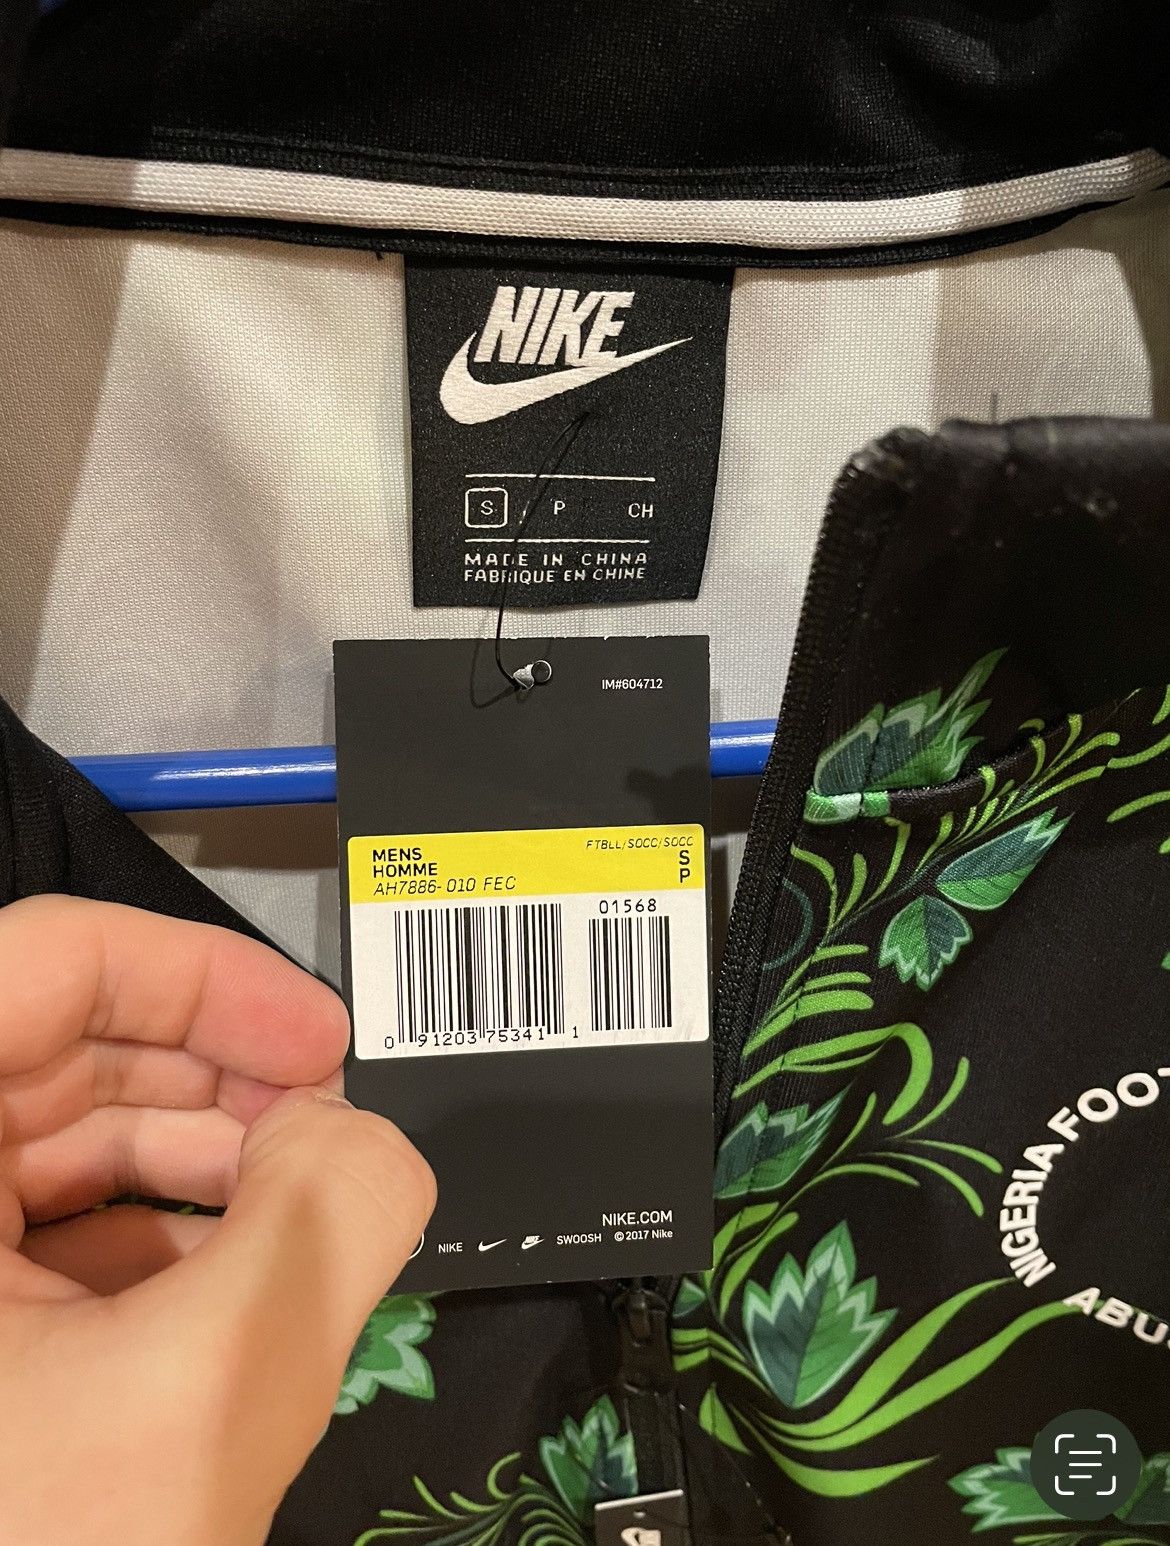 NIKE
S / P CH
MADE IN CHINA
FABRIQUE EN CHINE
IM#604712
FTBLL/SOCC/SOCC
MENS S
HOMME P
AH7886-010 FEC
01568
0 91203 75341 1
NIKE.COM
NIKE SWOOSH ©2017 Nike
NIGERIA FOO
ABU